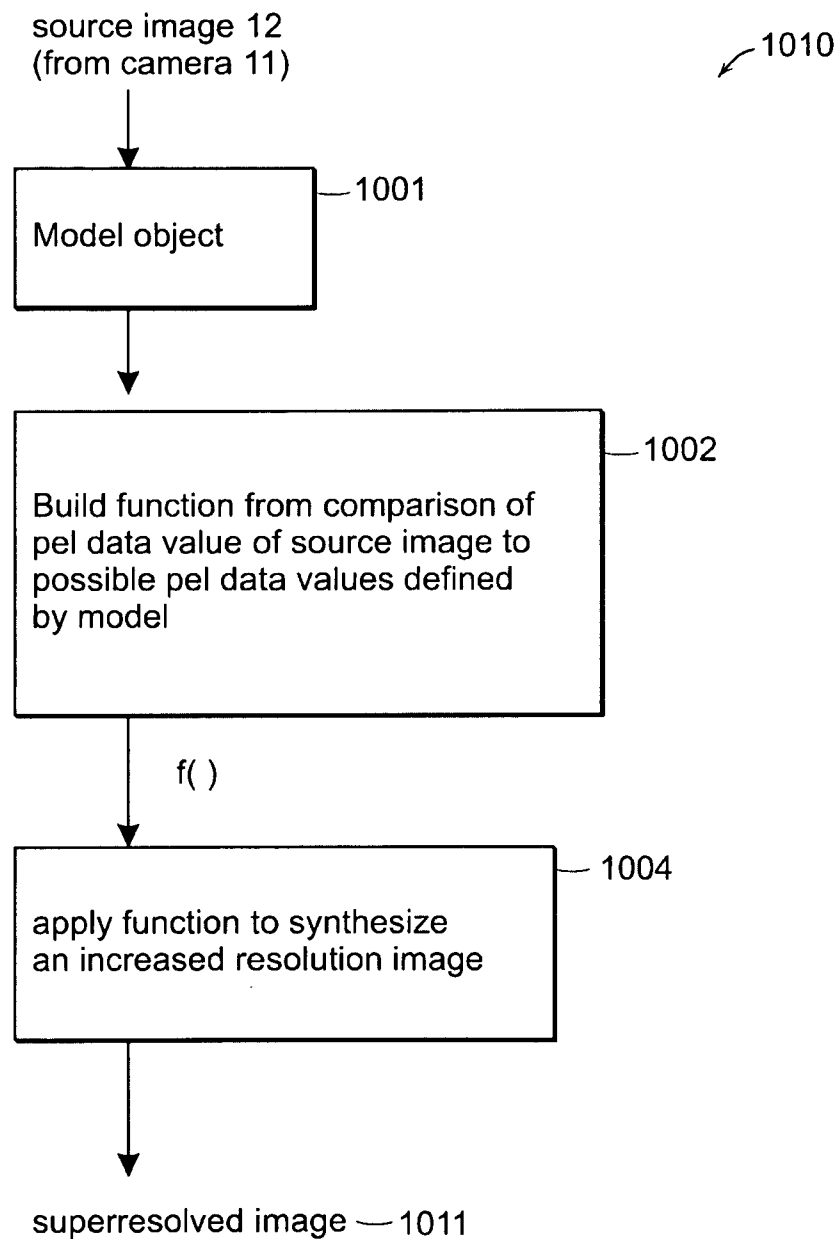 source image 12
(from camera 11)
1010
1001
Model object
1002
Build function from comparison of
pel data value of source image to
possible pel data values defined
by model
f( )
1004
apply function to synthesize
an increased resolution image
superresolved image 1011